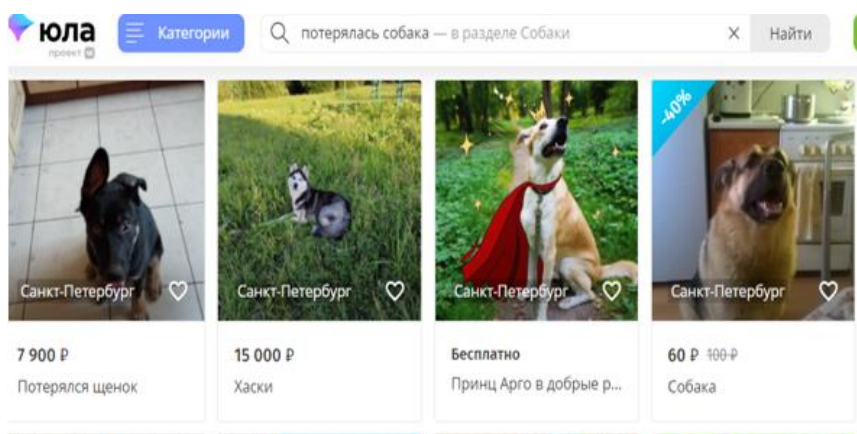 юла
проект
Категории
потерялась собака — в разделе Собаки
Найти
-40%
Санкт-Петербург
Санкт-Петербург
Санкт-Петербург
Санкт-Петербург
7 900 ₽
15 000 ₽
Бесплатно
60 ₽ 100 ₽
Потерялся щенок
Хаски
Принц Арго в добрые р...
Собака